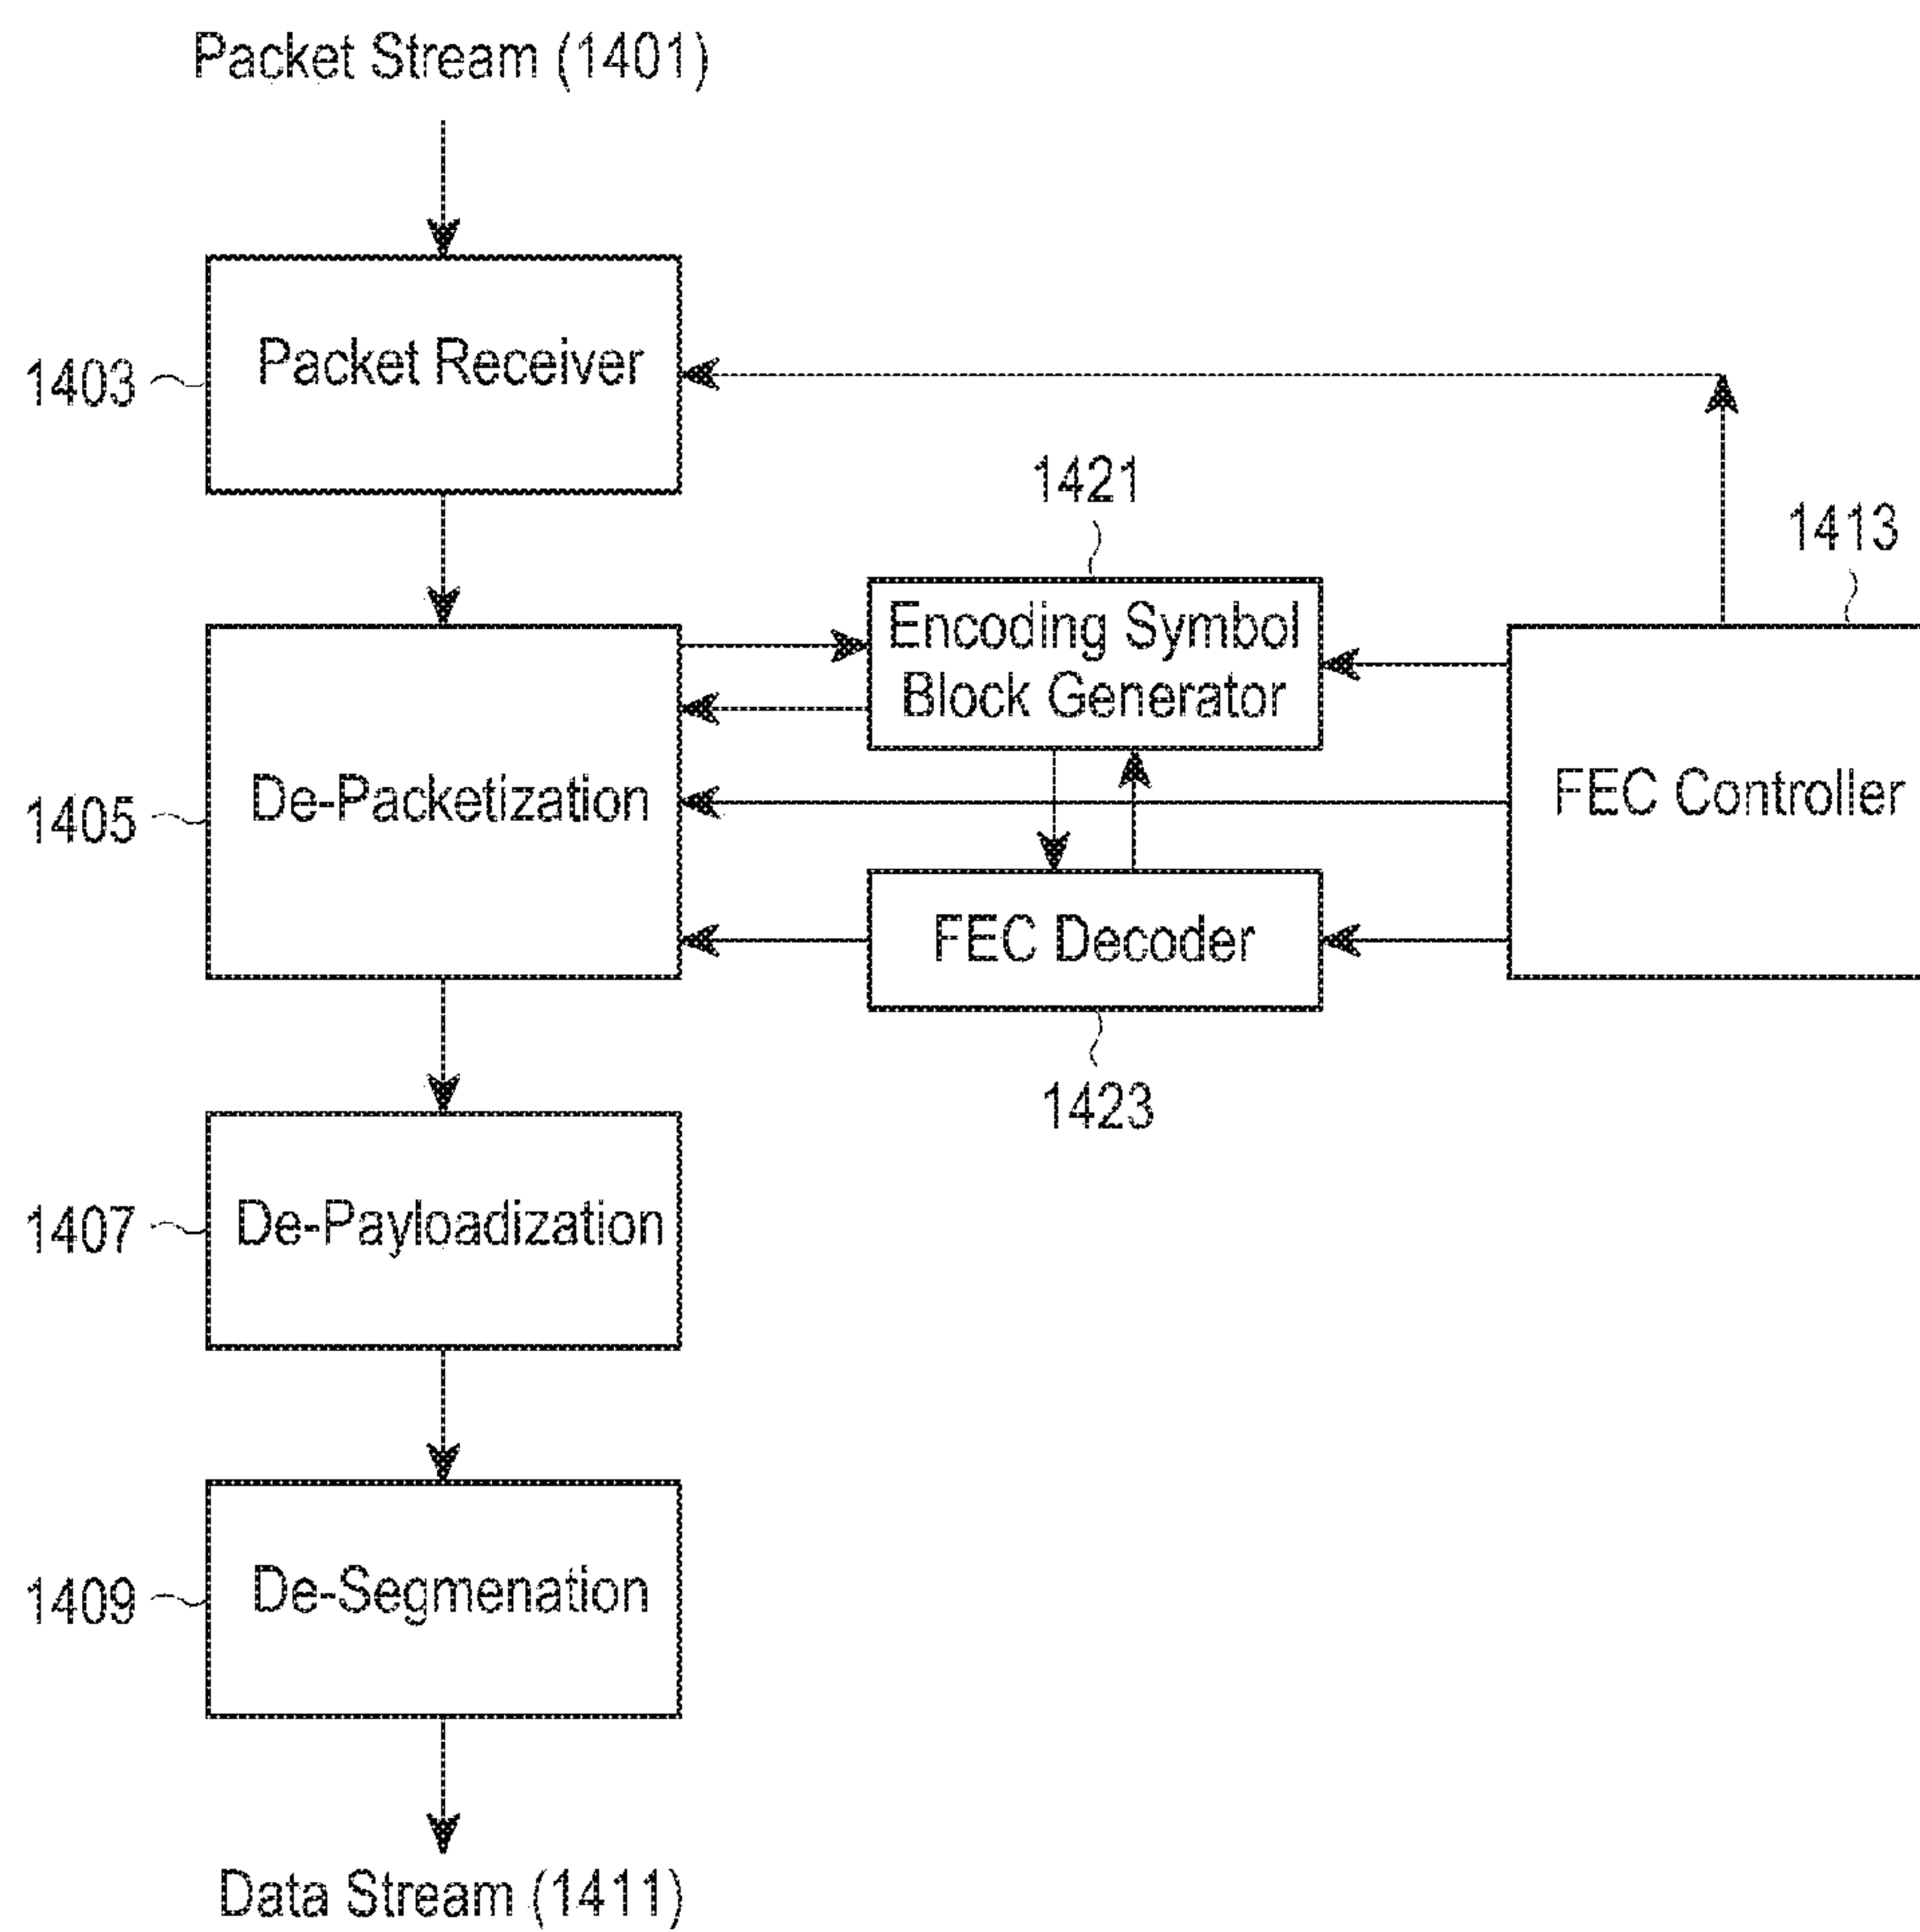 Packet Stream (1401)
Packet Receiver
1403
1421
1413
Encoding Symbol
Block Generator
De-Packetization
FEC Controller
1405
FEC Decoder
1423
De-Payloadization
1407
De-Segmenation
1409
Data Stream (1411)